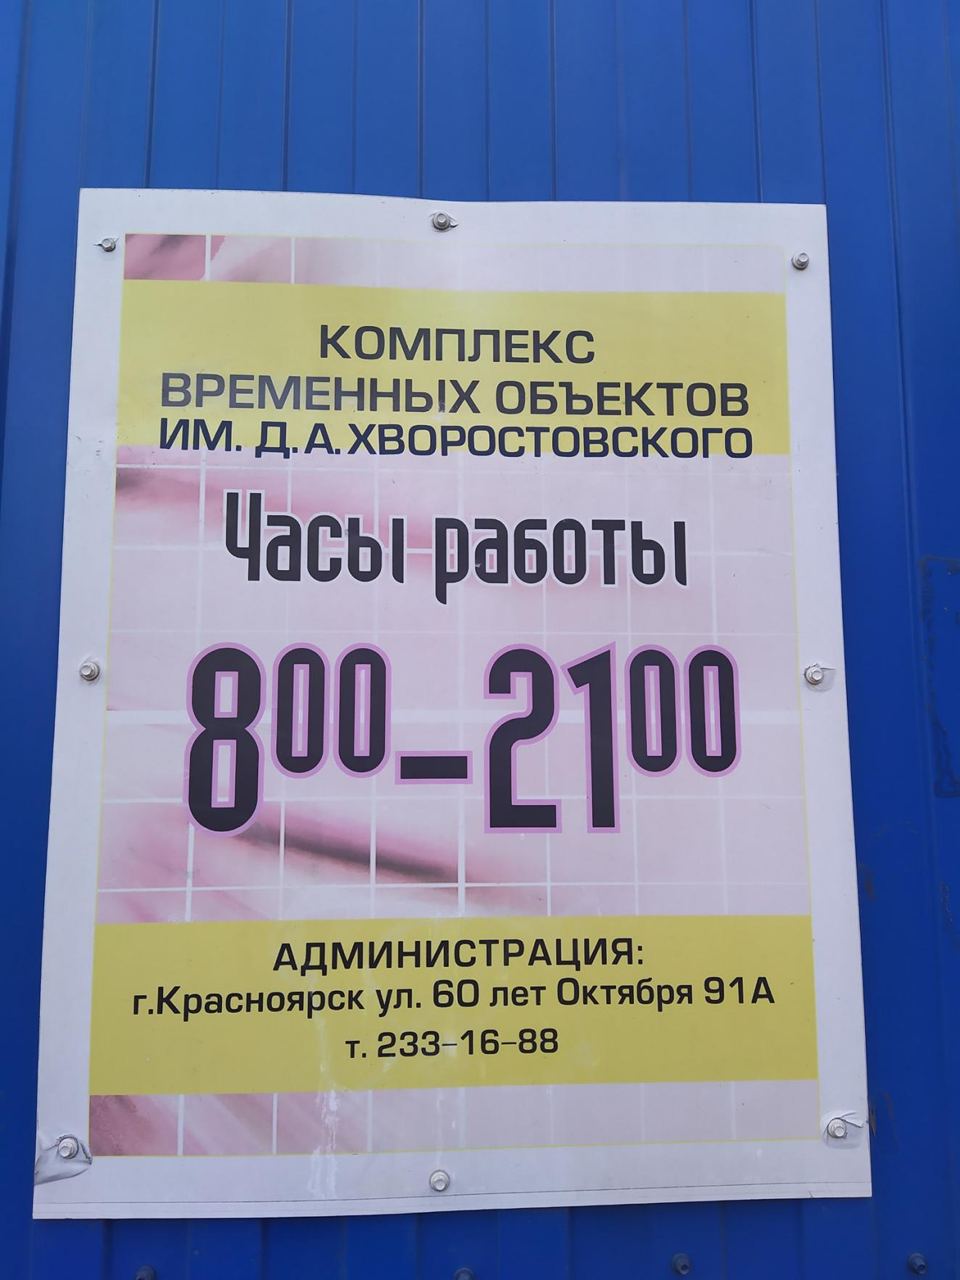 КОМПЛЕКС
ВРЕМЕННЫХ ОБЪЕКТОВ
ИМ. Д.А.ХВОРОСТОВСКОГО
Часы работы
8⁰⁰–21⁰⁰
АДМИНИСТРАЦИЯ:
г.Красноярск ул. 60 лет Октября 91А
т. 233-16-88